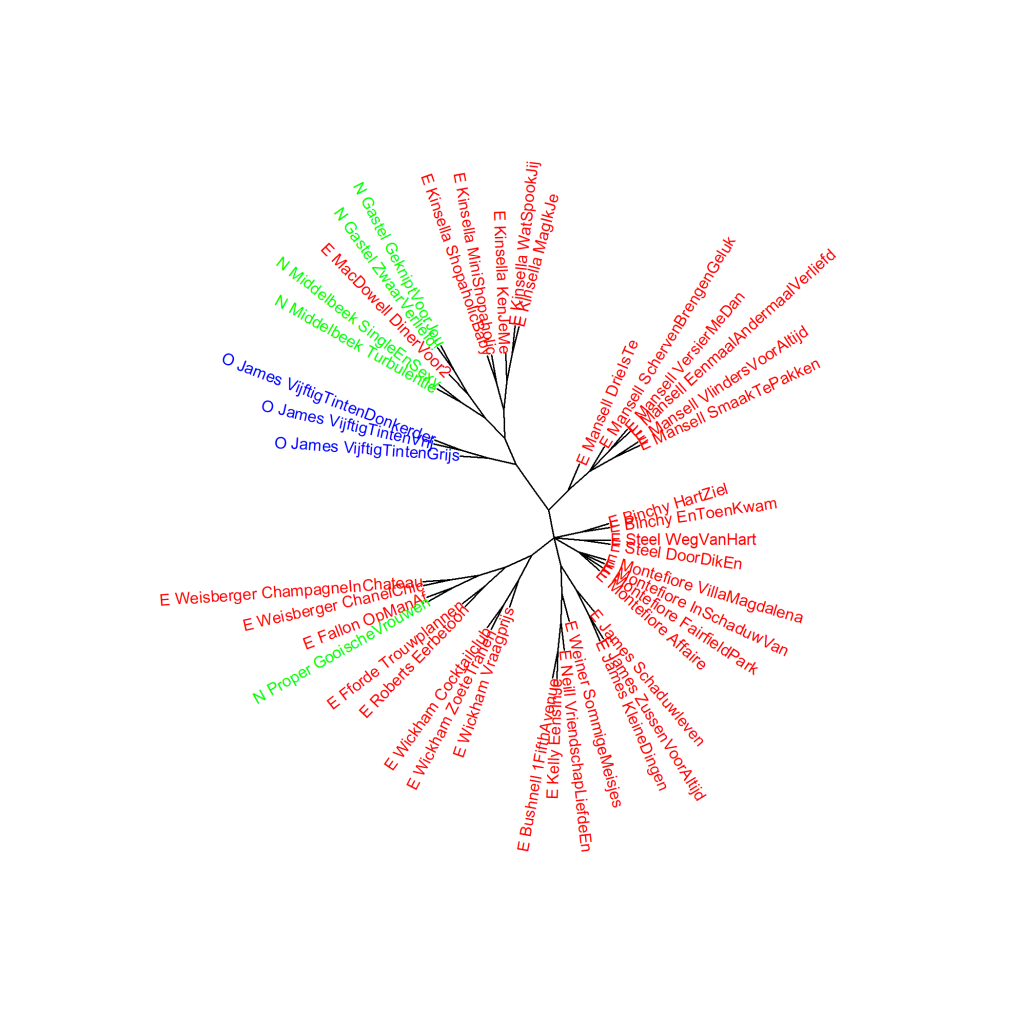 N Gastel GekniptVoorJou
N Gastel ZwaarVerliefd
E MacDowell DinerVoor2
N Middelbeek SingleEnSexy
N Middelbeek Turbulentie
O James VijftigTintenDonkerder
O James VijftigTintenVrij
O James VijftigTintenGrijs
E Kinsella ShopaholicBaby
E Kinsella MiniShopaholic
E Kinsella KenJeMe
E Kinsella WatSpookJij
E Kinsella MagIkJe
E Mansell DrieIsTe
E Mansell SchervenBrengenGeluk
E Mansell VersierMeDan
E Mansell EenmaalAndermaalVerliefd
E Mansell VlindersVoorAltijd
E Mansell SmaakTePakken
E Binchy HartZiel
E Binchy EnToenKwam
E Steel WegVanHart
E Steel DoorDikEn
E Montefiore VillaMagdalena
E Montefiore InSchaduwVan
E Montefiore FairfieldPark
E Montefiore Affaire
E James Schaduwleven
E James ZussenVoorAltijd
E James KleineDingen
E Weiner SommigeMeisjes
E Neill VriendschapLiefdeEn
E Kelly
E Bushnell 1FifthAvenue
E Wickham Vraagprijs
E Wickham Zoete
E Wickham Cocktailclub
E Roberts Eerbetoon
E Fforde Trouwplannen
N Proper GooischeVrouwen
E Fallon OpManAf
E Weisberger ChanelChic
E Weisberger ChampagneInChateau